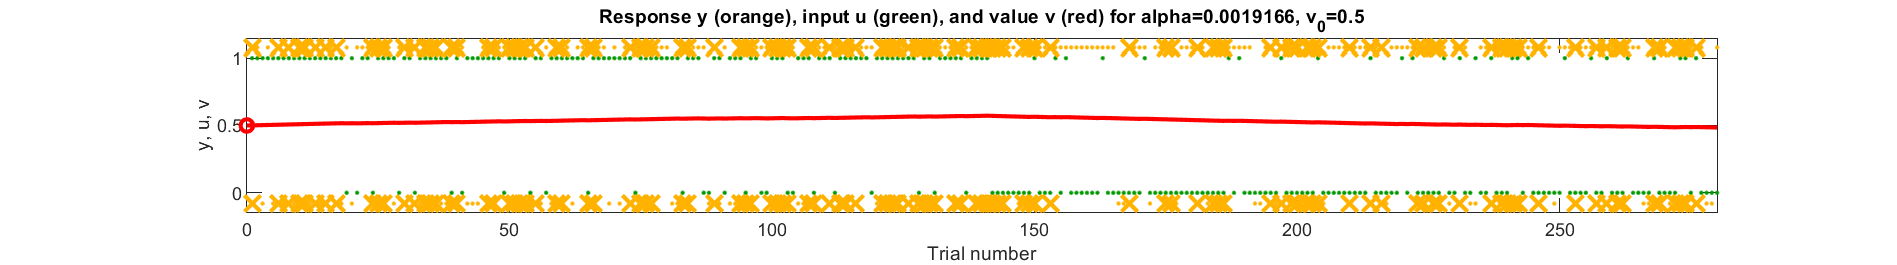 Response y (orange), input u (green), and value v (red) for alpha=0.0019166, v0=0.5
y, u, v
1
0.5
0
0 50 100 150 200 250
Trial number